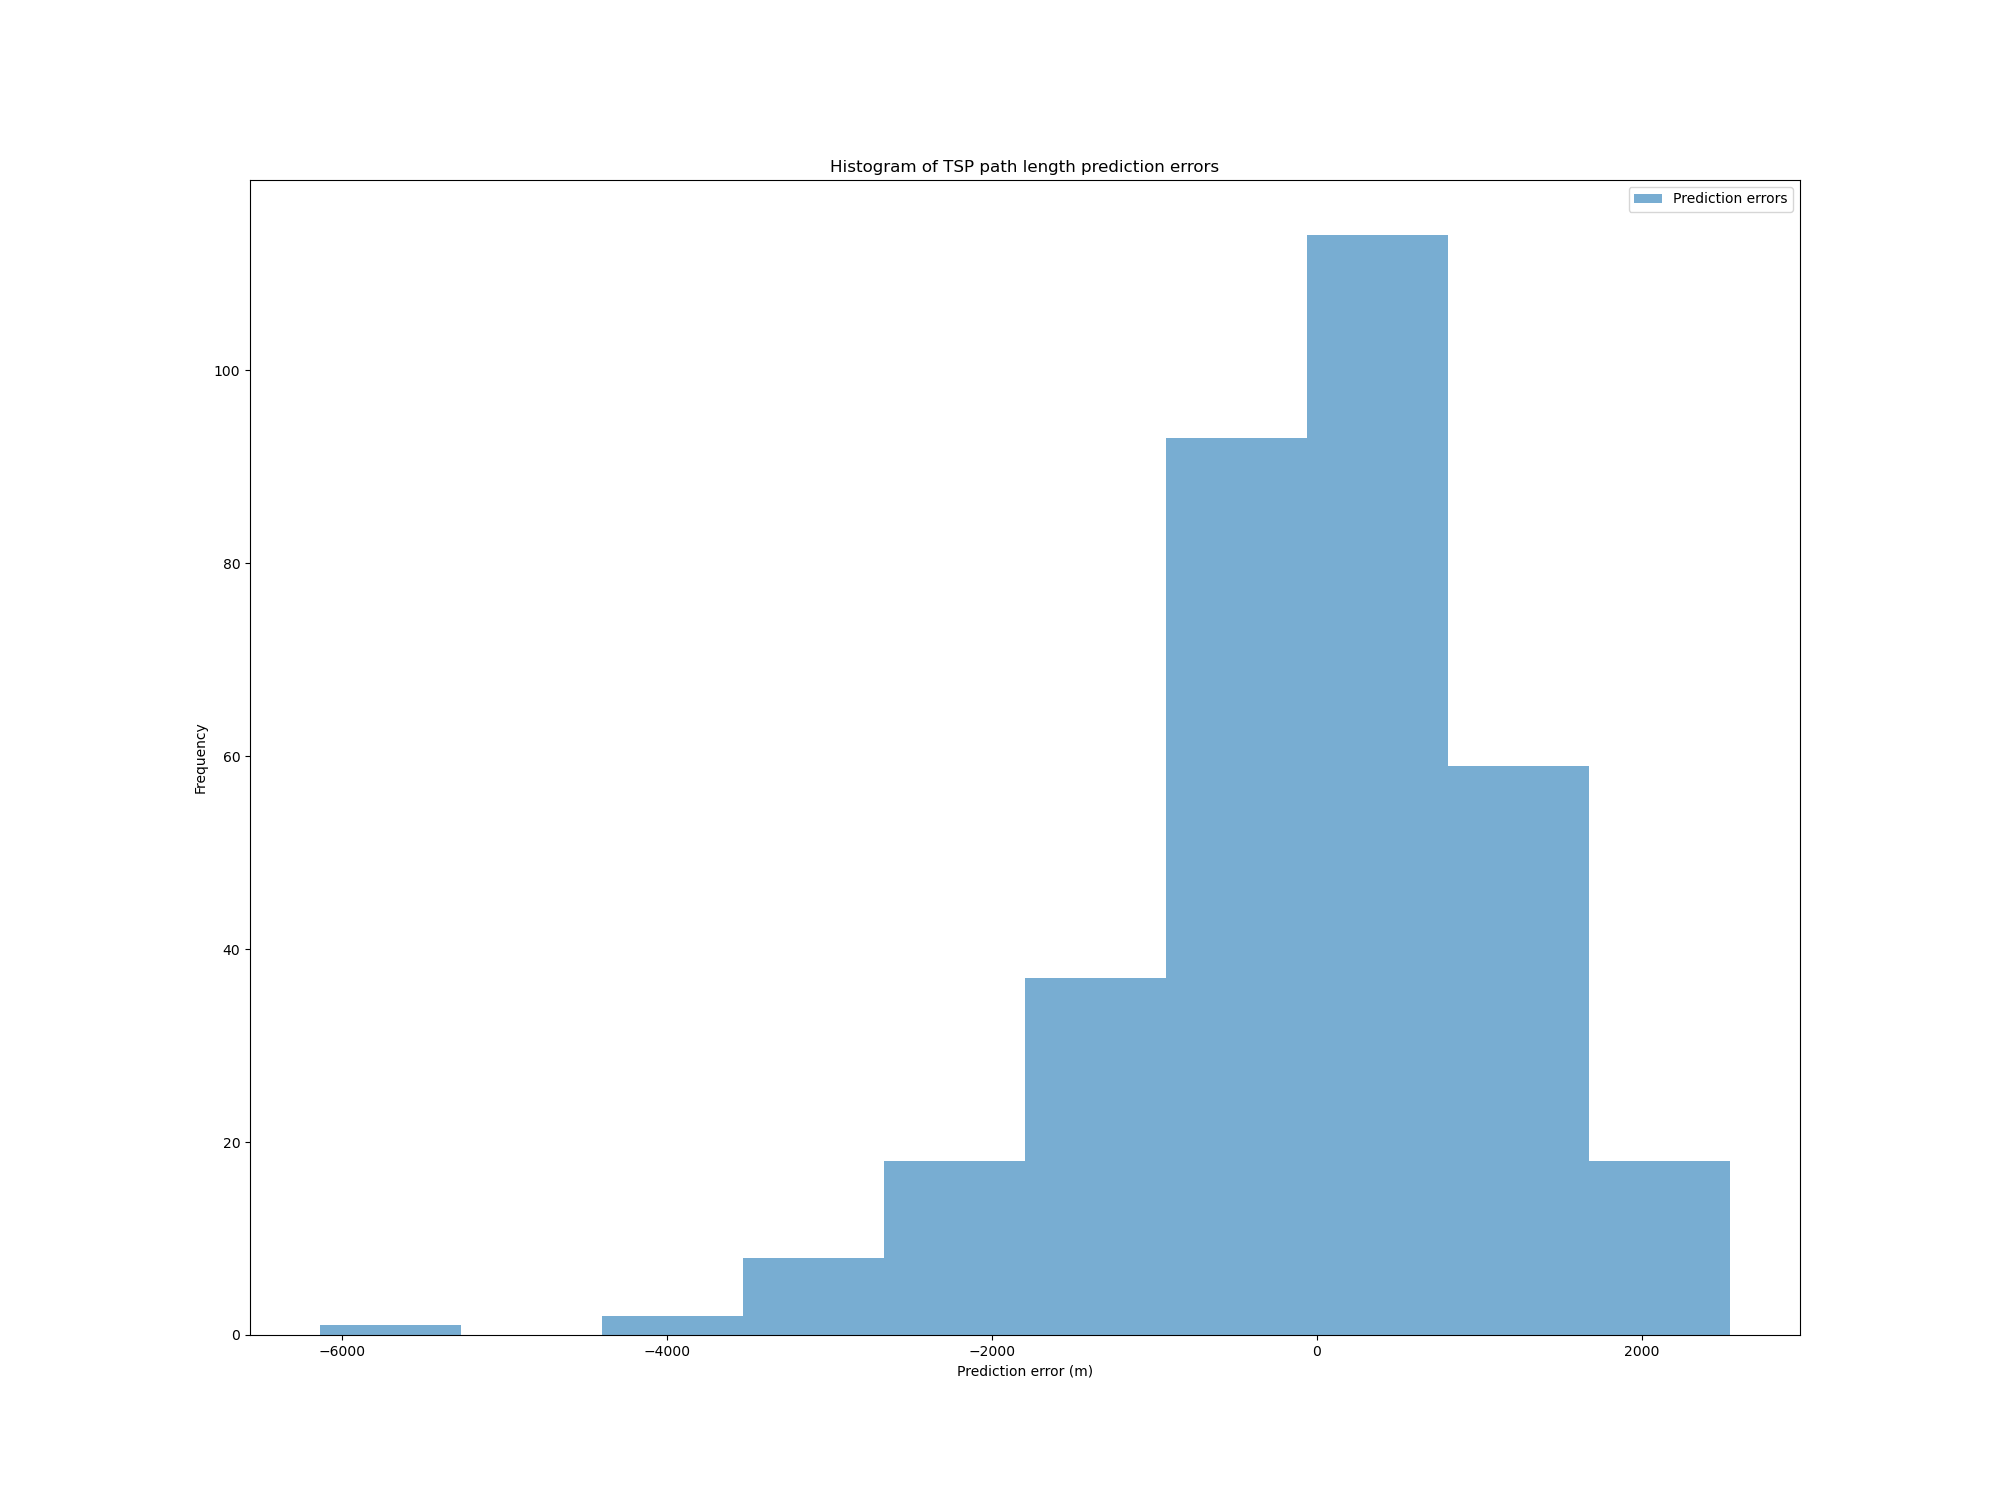 Histogram of TSP path length prediction errors
Prediction errors
100
80
60
40
20
0
Frequency
−6000
−4000
−2000
0
2000
Prediction error (m)